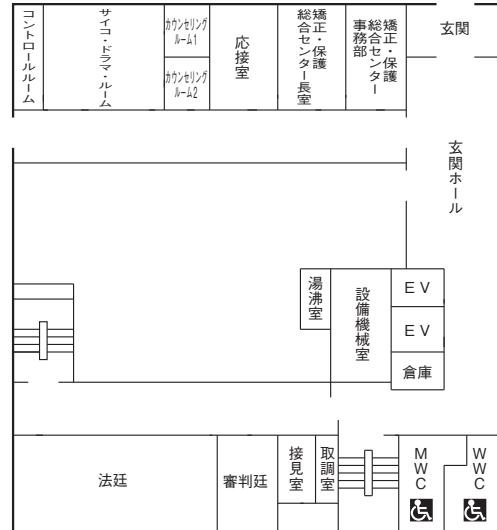 コントロールルーム
サイコ・ドラマ・ルーム
カウンセリング
ルーム1
カウンセリング
ルーム2
応接室
矯正・保護
総合センター長室
矯正・保護
総合センター
事務部
玄関
玄関ホール
湯沸室
設備機械室
EV
EV
倉庫
法廷
審判廷
接見室
取調室
MWC
WWC